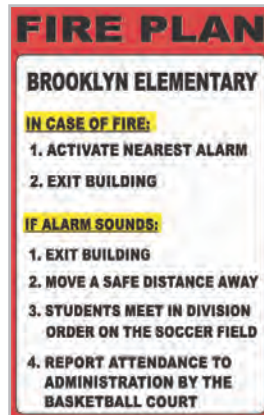 FIRE PLAN
BROOKLYN ELEMENTARY
IN CASE OF FIRE:
1. ACTIVATE NEAREST ALARM
2. EXIT BUILDING
IF ALARM SOUNDS:
1. EXIT BUILDING
2. MOVE A SAFE DISTANCE AWAY
3. STUDENTS MEET IN DIVISION
ORDER ON THE SOCCER FIELD
4. REPORT ATTENDANCE TO
ADMINISTRATION BY THE
BASKETBALL COURT